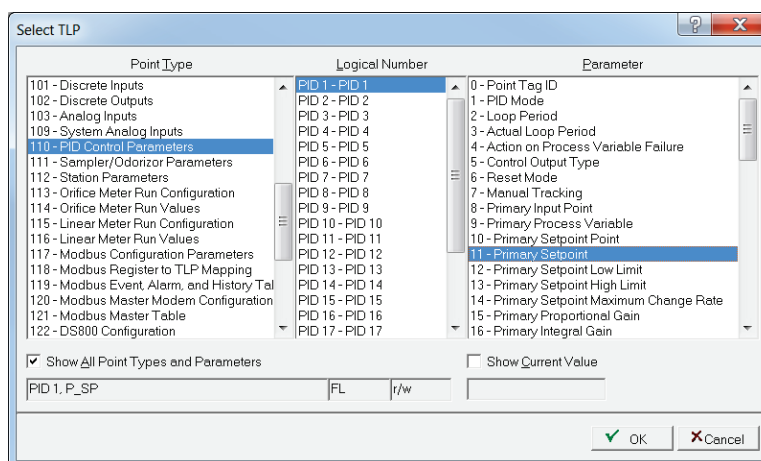 Select TLP
Point Type
101 - Discrete Inputs
102 - Discrete Outputs
103 - Analog Inputs
109 - System Analog Inputs
110 - PID Control Parameters
111 - Sampler/Odorizor Parameters
112 - Station Parameters
113 - Orifice Meter Run Configuration
114 - Orifice Meter Run Values
115 - Linear Meter Run Configuration
116 - Linear Meter Run Values
117 - Modbus Configuration Parameters
118 - Modbus Register to TLP Mapping
119 - Modbus Event, Alarm, and History Tal
120 - Modbus Master Modem Configuration
121 - Modbus Master Table
122 - DS800 Configuration
Logical Number
PID 1 - PID 1
PID 2 - PID 2
PID 3 - PID 3
PID 4 - PID 4
PID 5 - PID 5
PID 6 - PID 6
PID 7 - PID 7
PID 8 - PID 8
PID 9 - PID 9
PID 10 - PID 10
PID 11 - PID 11
PID 12 - PID 12
PID 13 - PID 13
PID 14 - PID 14
PID 15 - PID 15
PID 16 - PID 16
PID 17 - PID 17
Parameter
0 - Point Tag ID
1 - PID Mode
2 - Loop Period
3 - Actual Loop Period
4 - Action on Process Variable Failure
5 - Control Output Type
6 - Reset Mode
7 - Manual Tracking
8 - Primary Input Point
9 - Primary Process Variable
10 - Primary Setpoint Point
11 - Primary Setpoint
12 - Primary Setpoint Low Limit
13 - Primary Setpoint High Limit
14 - Primary Setpoint Maximum Change Rate
15 - Primary Proportional Gain
16 - Primary Integral Gain
Show All Point Types and Parameters
Show Current Value
PID 1, P_SP
FL
r/w
OK
Cancel